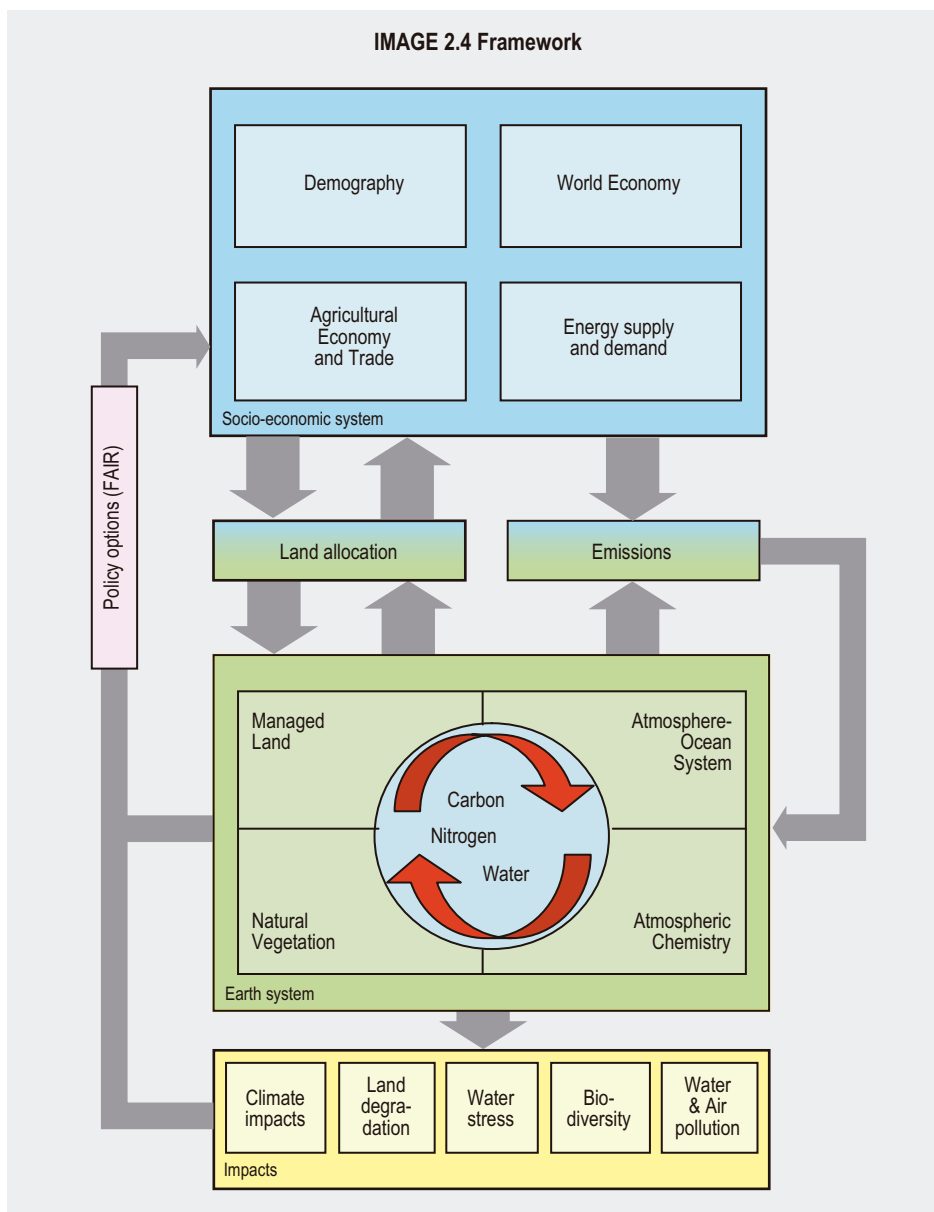 IMAGE 2.4 Framework
Demography
World Economy
Agricultural
Economy
and Trade
Energy supply
and demand
Socio-economic system
Policy options (FAIR)
Land allocation
Emissions
Managed
Land
Atmosphere-
Ocean
System
Carbon
Nitrogen
Water
Natural
Vegetation
Atmospheric
Chemistry
Earth system
Climate
impacts
Land
degra-
dation
Water
stress
Bio-
diversity
Water
& Air
pollution
Impacts